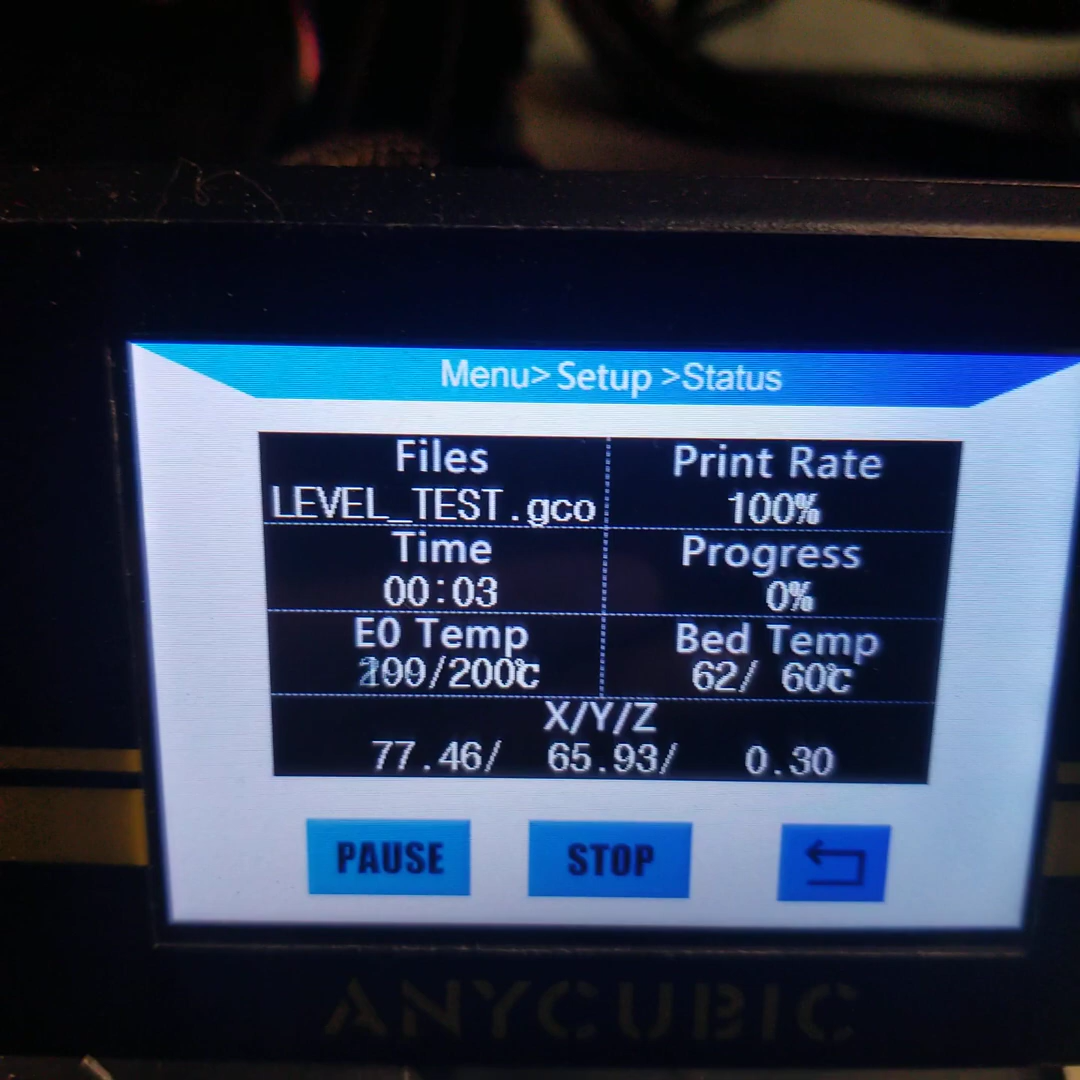 Menu> Setup >Status
Files
Print Rate
LEVEL_TEST.gco
100%
Time
Progress
00:03
0%
E0 Temp
Bed Temp
/200℃
62/ 60℃
X/Y/Z
77.46/ 65.93/ 0.30
PAUSE
STOP
ANYCUBIC